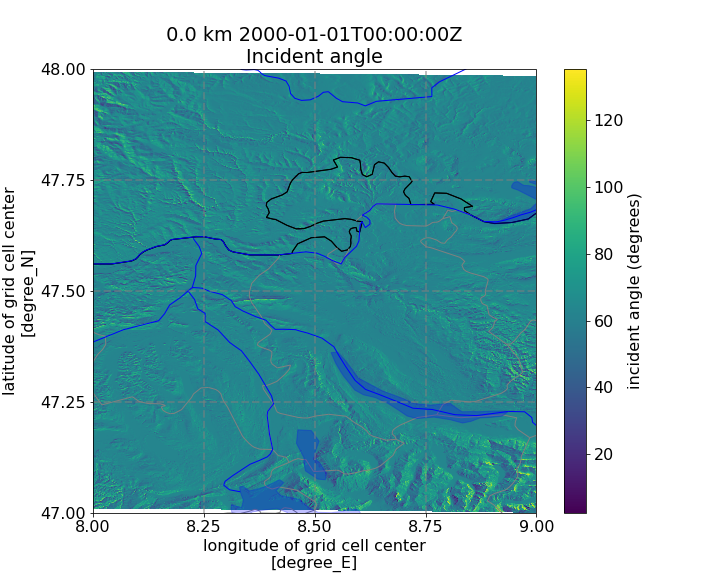 0.0 km 2000-01-01T00:00:00Z
Incident angle
48.00
47.75
47.50
47.25
47.00
8.00 8.25 8.50 8.75 9.00
latitude of grid cell center
[degree_N]
longitude of grid cell center
[degree_E]
120
100
80
60
40
20
incident angle (degrees)